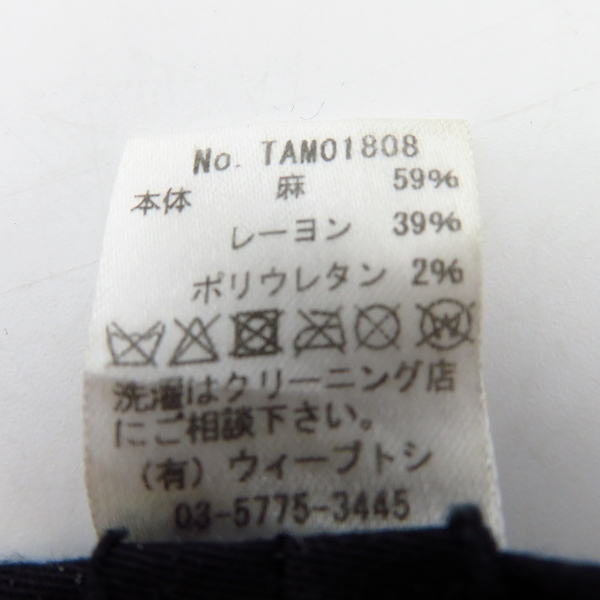 No. TAM01808
本体 麻 59%
レーヨン 39%
ポリウレタン 2%
洗濯はクリーニング店
にご相談下さい。
(有) ウィーブトシ
03-5775-3445